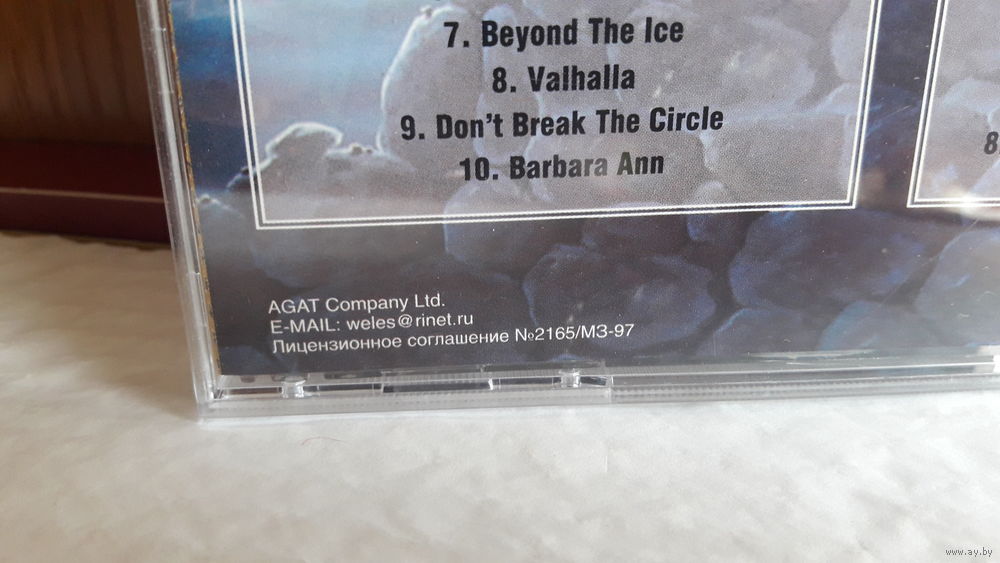 7. Beyond The Ice
8. Valhalla
9. Don't Break The Circle
10. Barbara Ann
8
AGAT Company Ltd.
E-MAIL: weles@rinet.ru
Лицензионное соглашение №2165/МЗ-97
www.ay.by